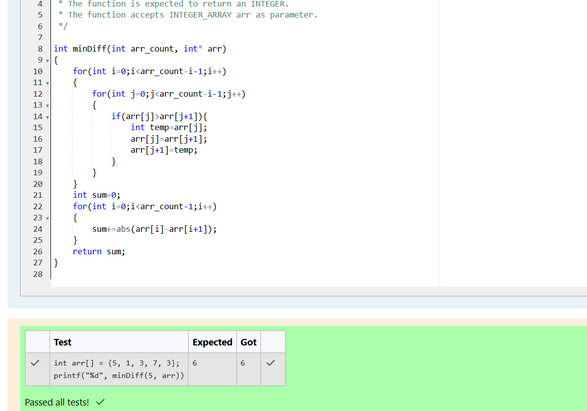 4 * The function is expected to return an INTEGER.
5 * The function accepts INTEGER_ARRAY arr as parameter.
6 */
7
8 int minDiff(int arr_count, int* arr)
9 {
10 for(int i=0;i<arr_count-i-1;i++)
11 {
12 for(int j=0;j<arr_count-i-1;j++)
13 {
14 if(arr[j]>arr[j+1]){
15 int temp=arr[j];
16 arr[j]=arr[j+1];
17 arr[j+1]=temp;
18 }
19 }
20 }
21 int sum=0;
22 for(int i=0;i<arr_count-1;i++)
23 {
24 sum+=abs(arr[i]-arr[i+1]);
25 }
26 return sum;
27 }
28
Test Expected Got
int arr[] = {5, 1, 3, 7, 3}; 6 6
printf("%d", minDiff(5, arr))
Passed all tests!